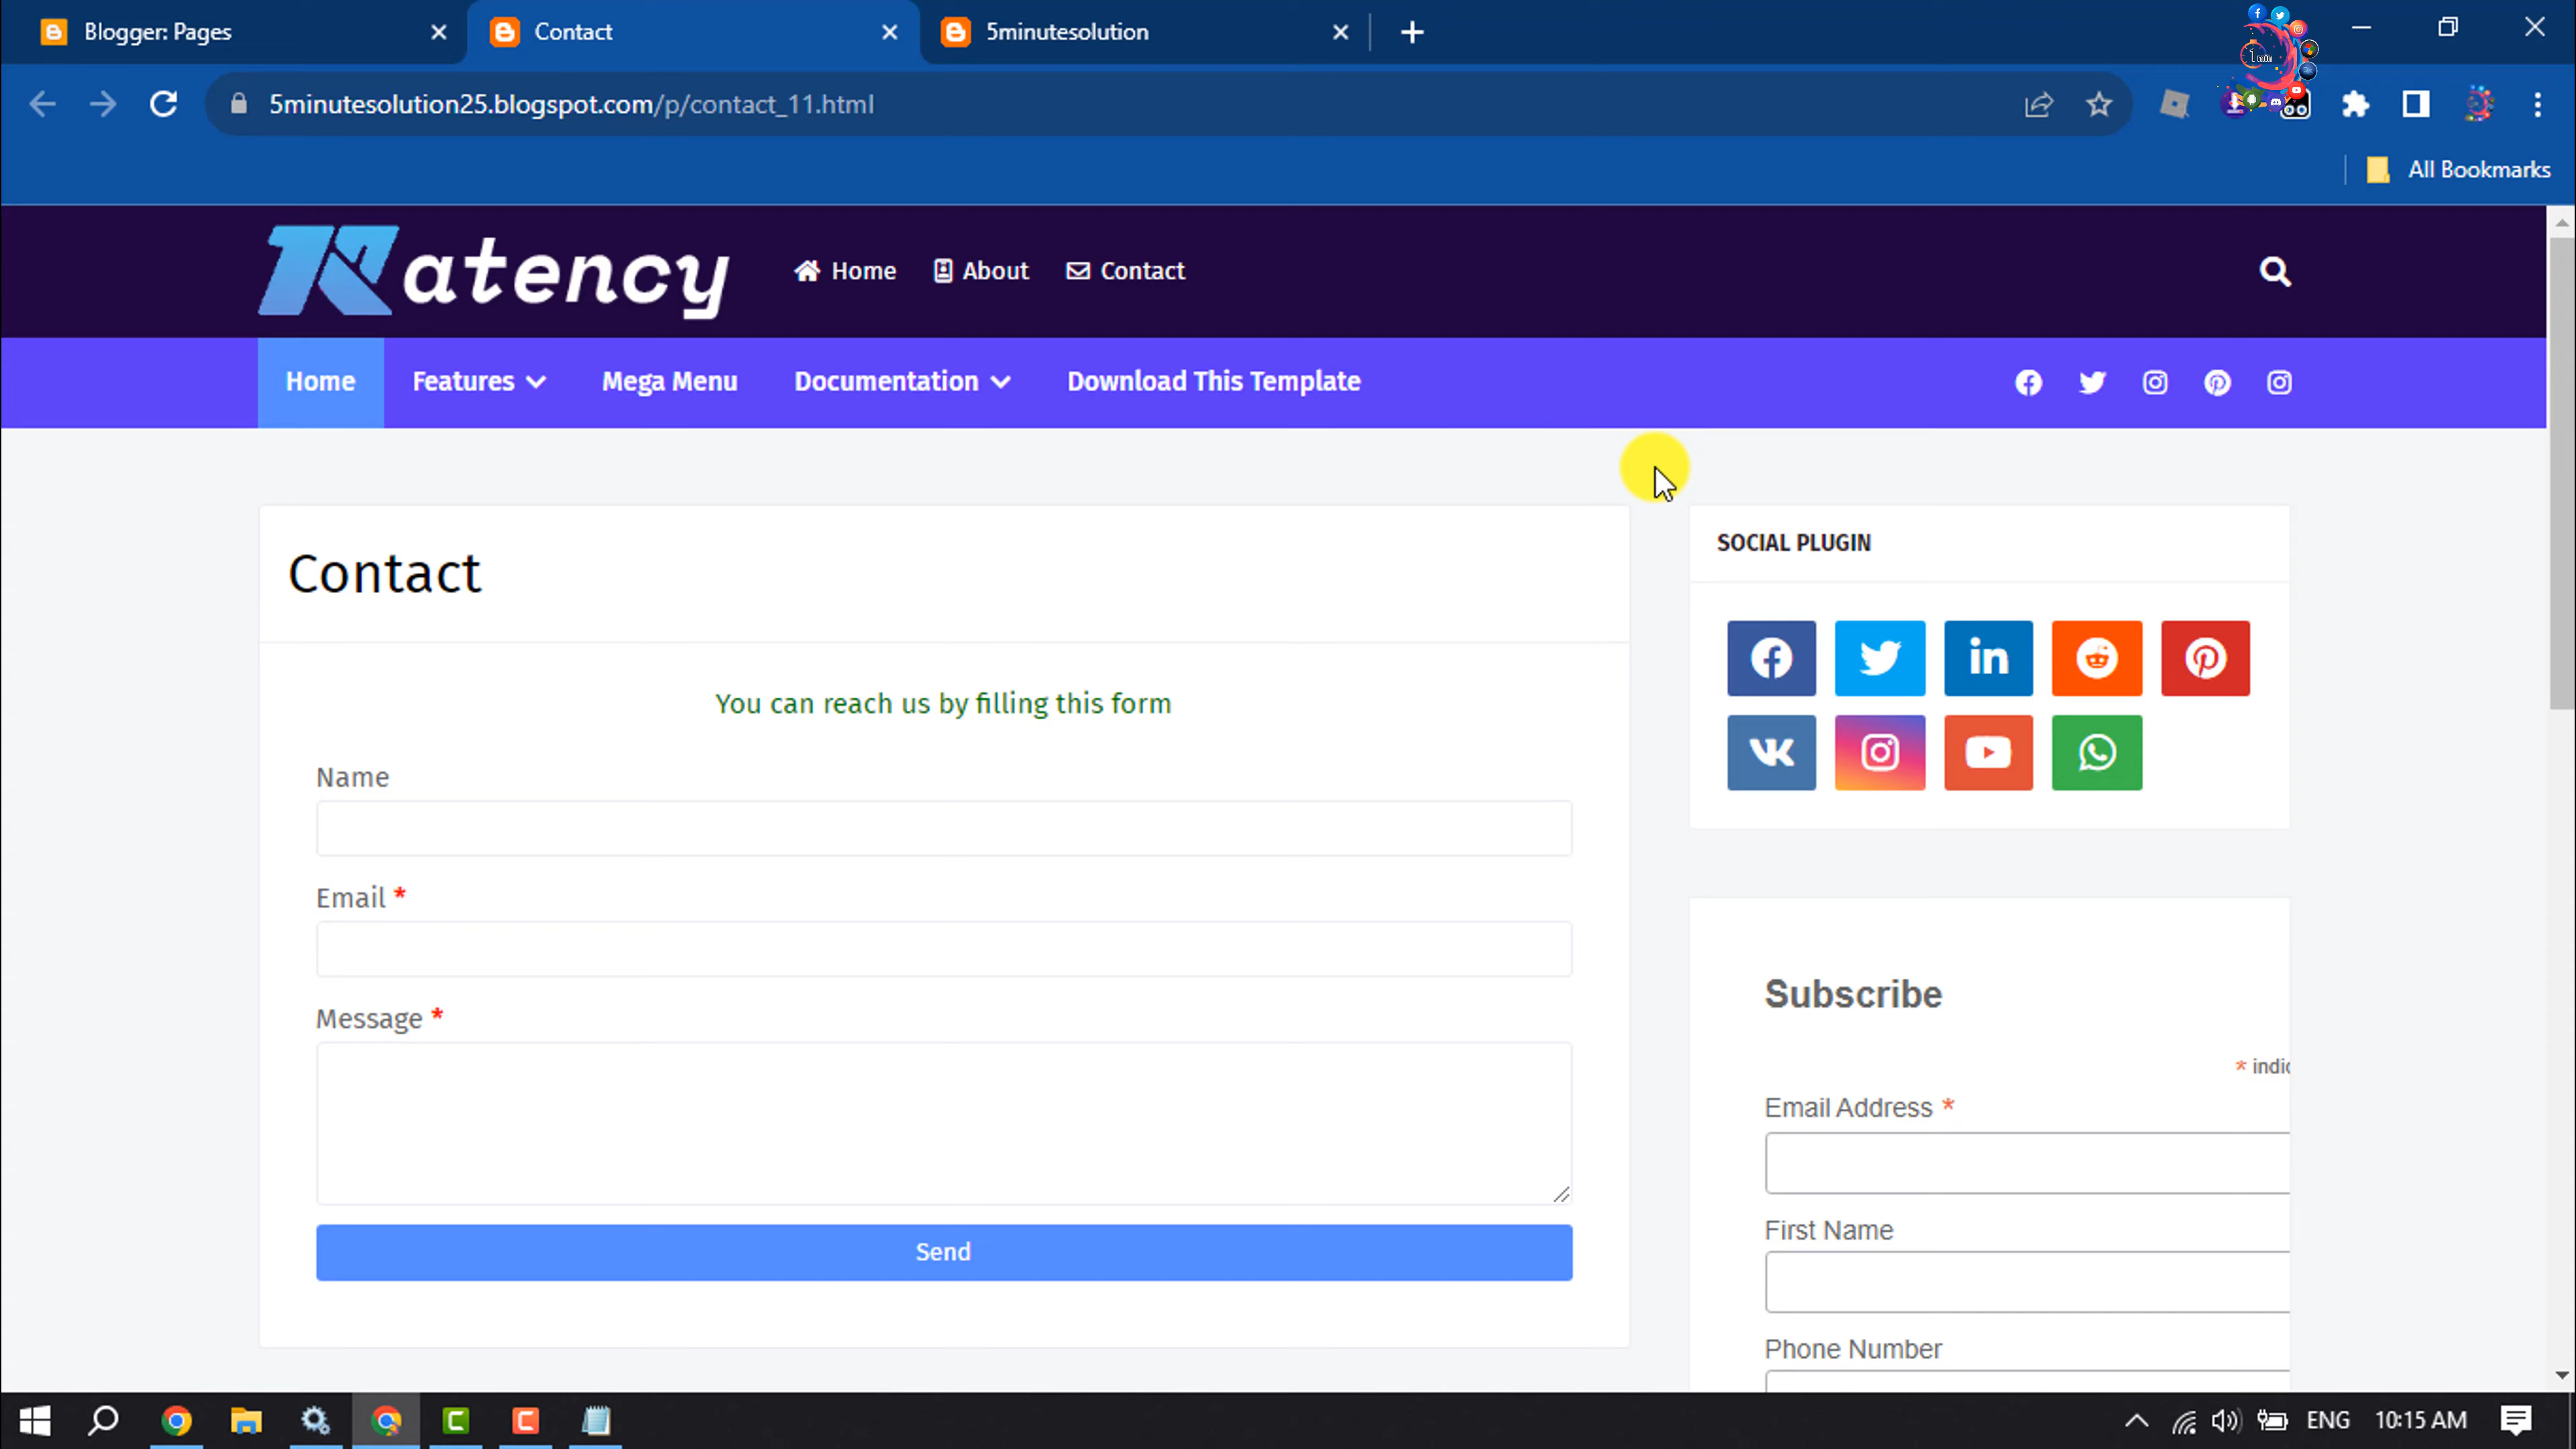 Blogger: Pages
Contact
5minutesolution
5minutesolution25.blogspot.com/p/contact_11.html
All Bookmarks
Ratency
Home
About
Contact
Home
Features
Mega Menu
Documentation
Download This Template
Contact
You can reach us by filling this form
Name
Email *
Message *
Send
SOCIAL PLUGIN
Subscribe
* indic
Email Address *
First Name
Phone Number
ENG
10:15 AM